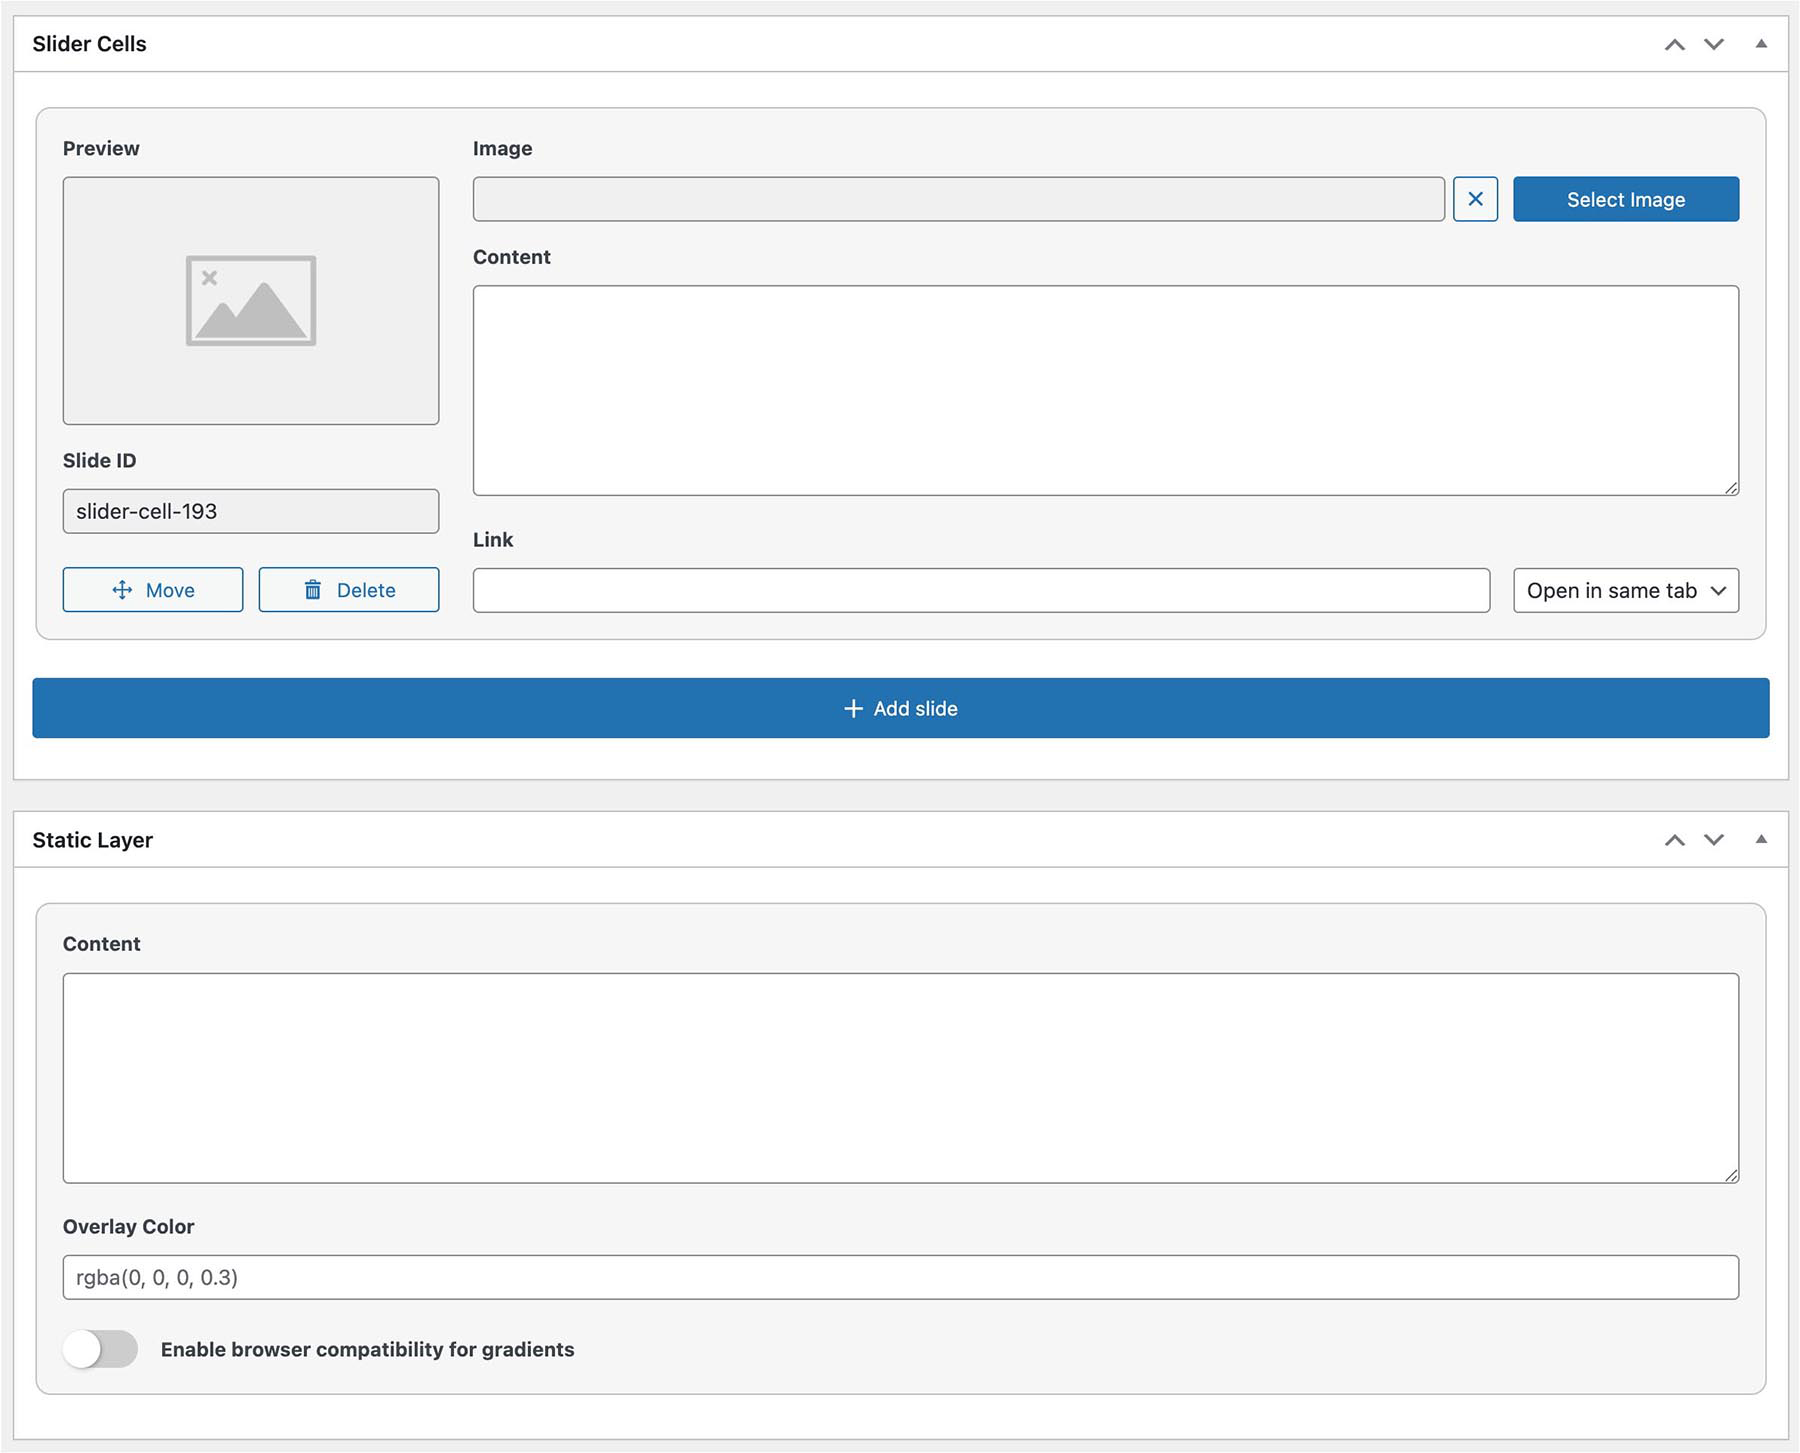 Slider Cells
Preview
Image
Select Image
Content
Slide ID
slider-cell-193
Link
Move
Delete
Open in same tab
Add slide
Static Layer
Content
Overlay Color
rgba(0, 0, 0, 0.3)
Enable browser compatibility for gradients